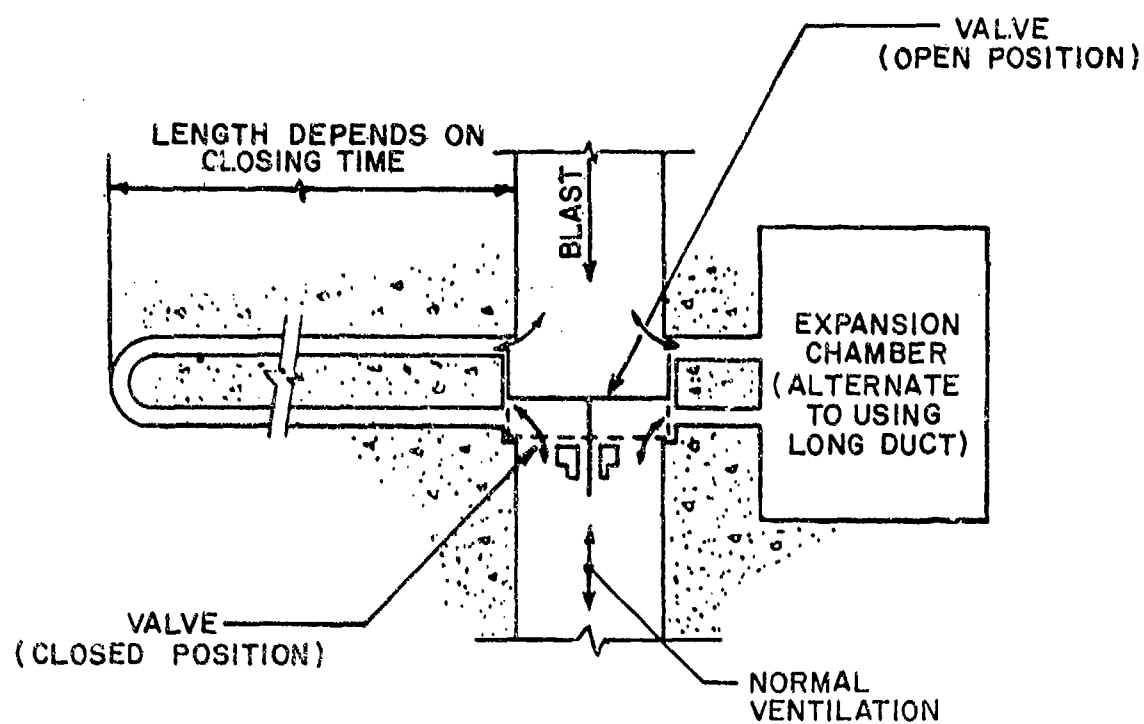 VALVE
(OPEN POSITION)
LENGTH DEPENDS ON
CLOSING TIME
BLAST
EXPANSION
CHAMBER
(ALTERNATE
TO USING
LONG DUCT)
VALVE
(CLOSED POSITION)
NORMAL
VENTILATION